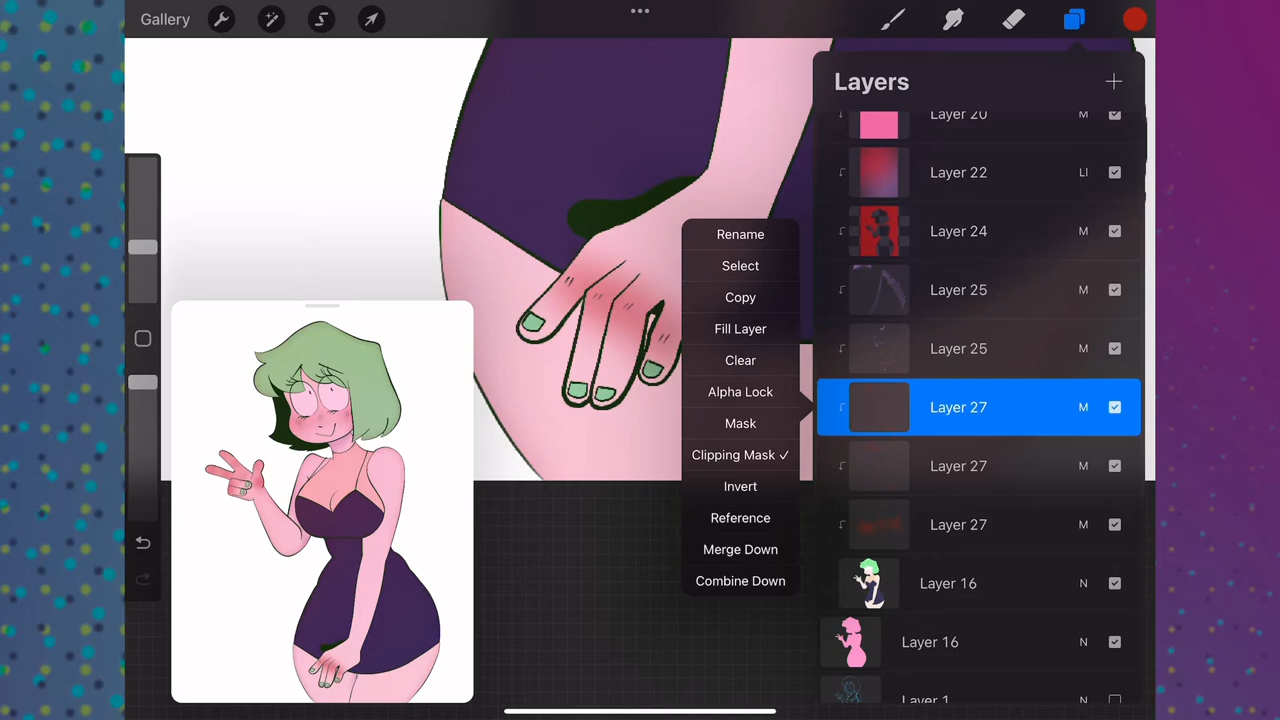 Gallery
Layers
Layer 20 M
Layer 22 LI
Layer 24 M
Layer 25 M
Layer 25 M
Layer 27 M
Layer 27 M
Layer 27 M
Layer 16 N
Layer 16 N
Layer 1 N
Rename
Select
Copy
Fill Layer
Clear
Alpha Lock
Mask
Clipping Mask ✓
Invert
Reference
Merge Down
Combine Down